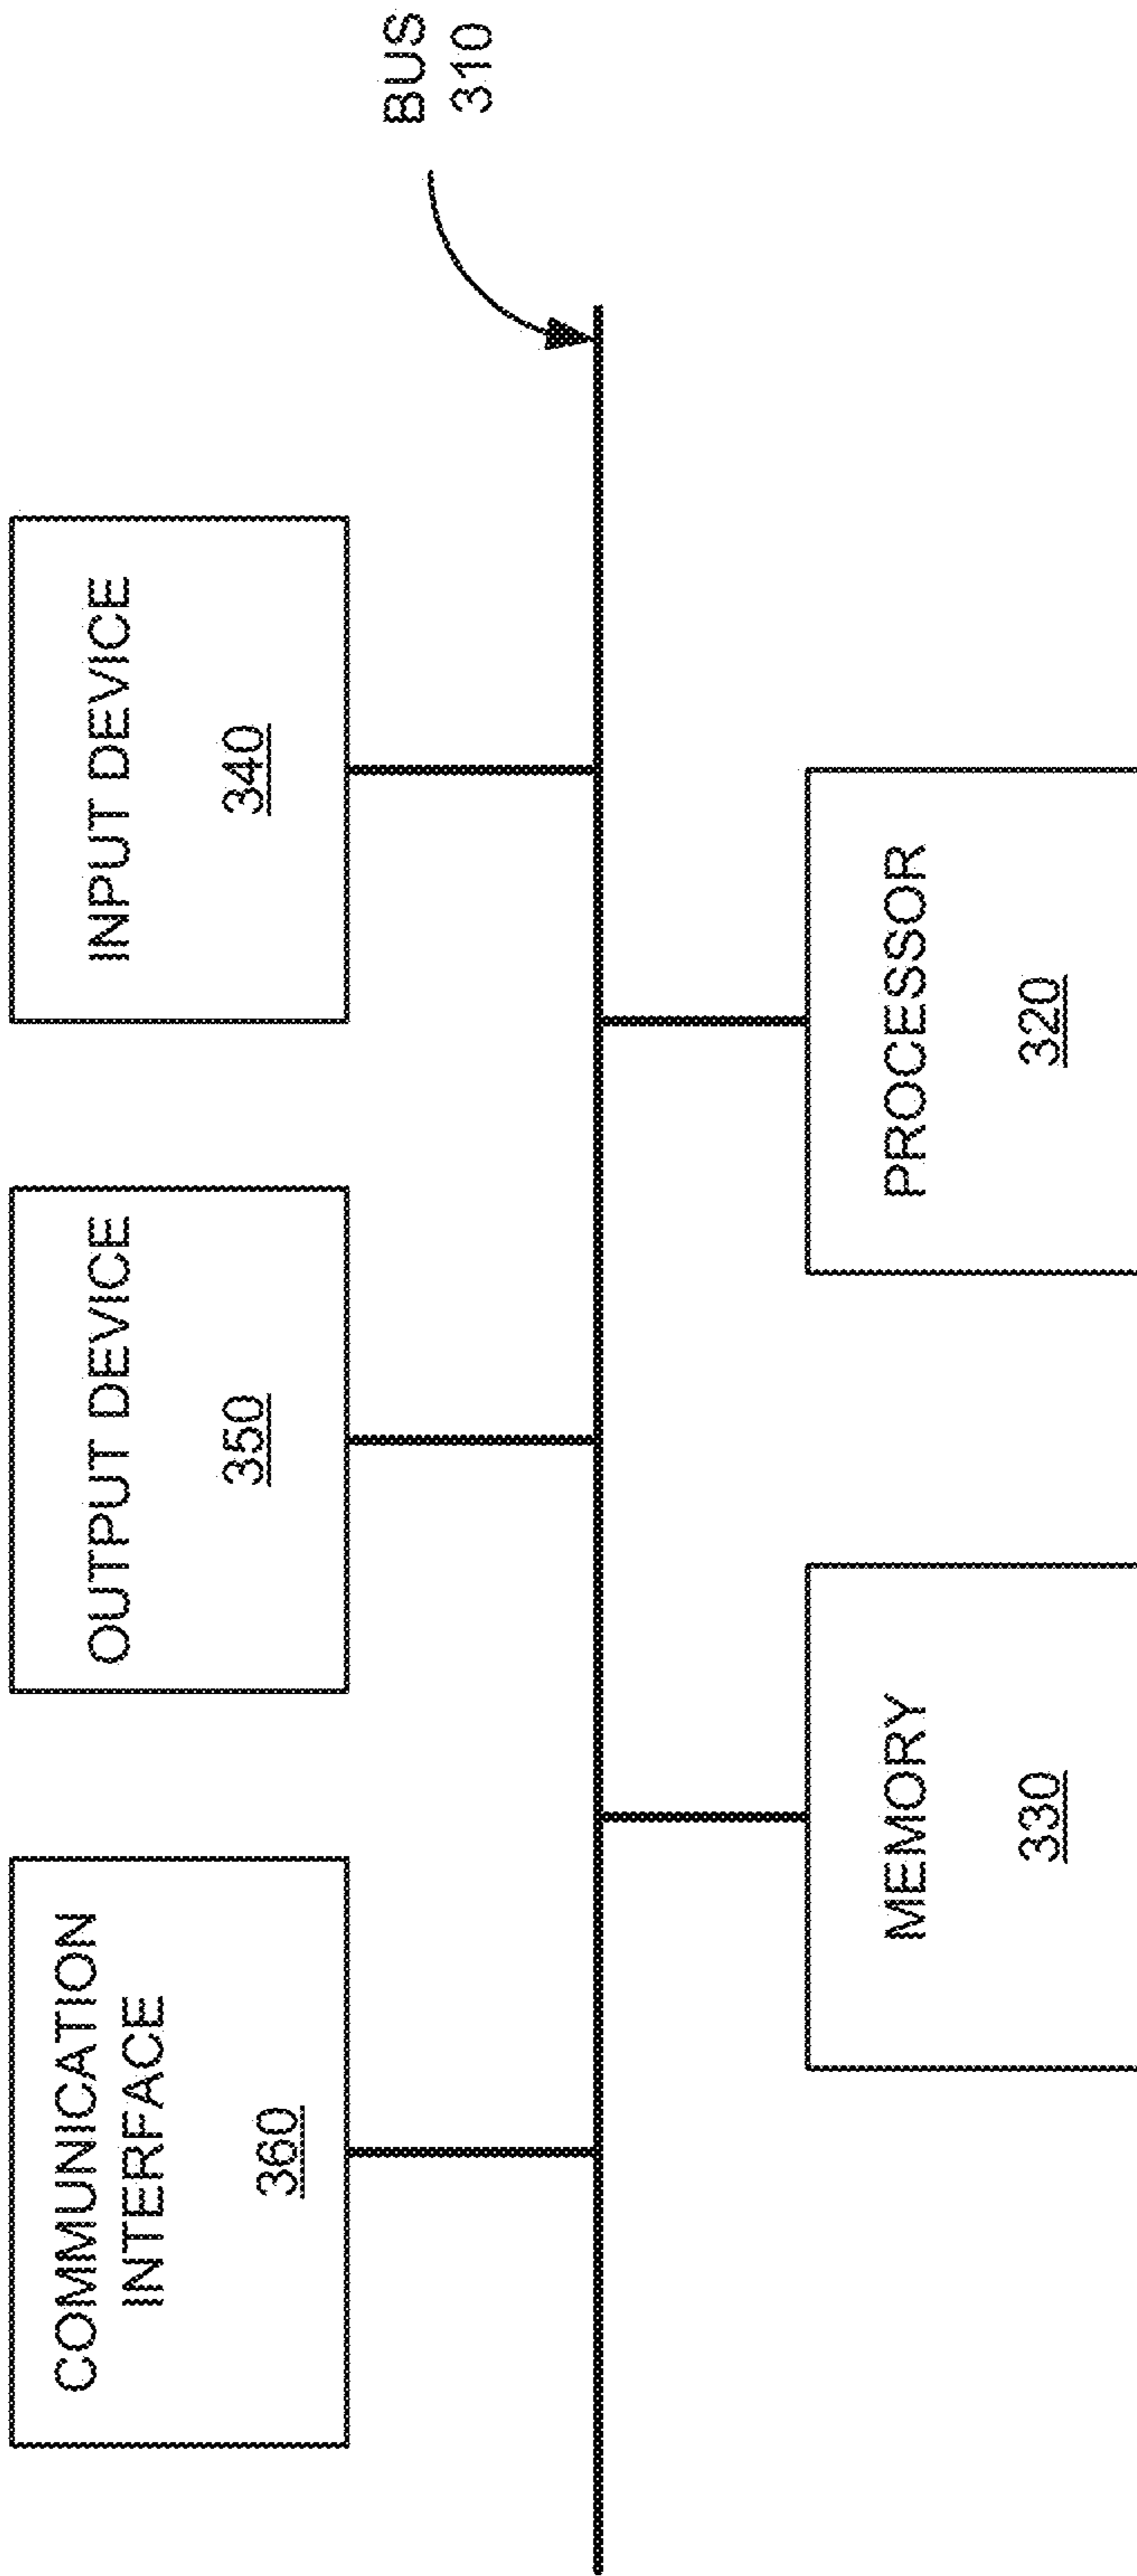 COMMUNICATION
INTERFACE
360
OUTPUT DEVICE
350
INPUT DEVICE
340
BUS
310
MEMORY
330
PROCESSOR
320